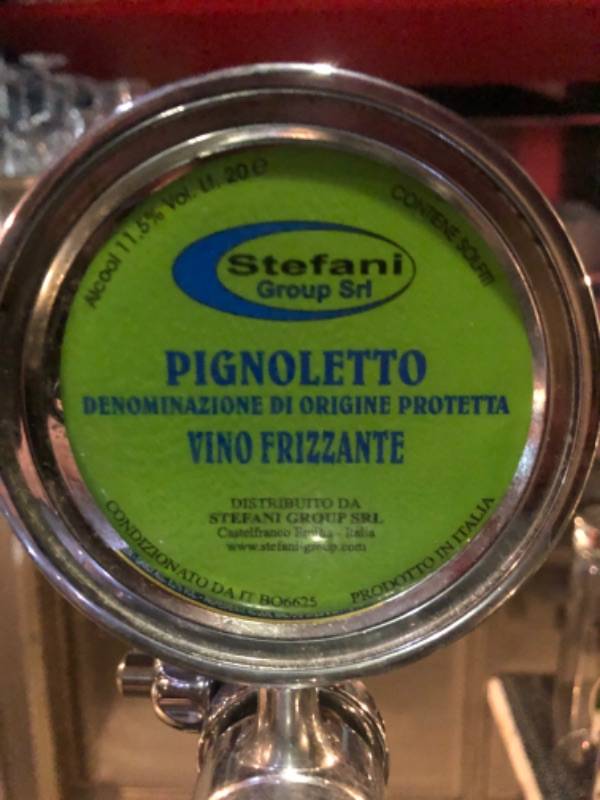 Alcool 11,5% Vol. Lt. 20 e
CONTIENE SOLFITI
Stefani
Group Srl
PIGNOLETTO
DENOMINAZIONE DI ORIGINE PROTETTA
VINO FRIZZANTE
DISTRIBUITO DA
STEFANI GROUP SRL
Castelfranco Emilia - Italia
www.stefani-group.com
CONDIZIONATO DA IT BO6625
PRODOTTO IN ITALIA